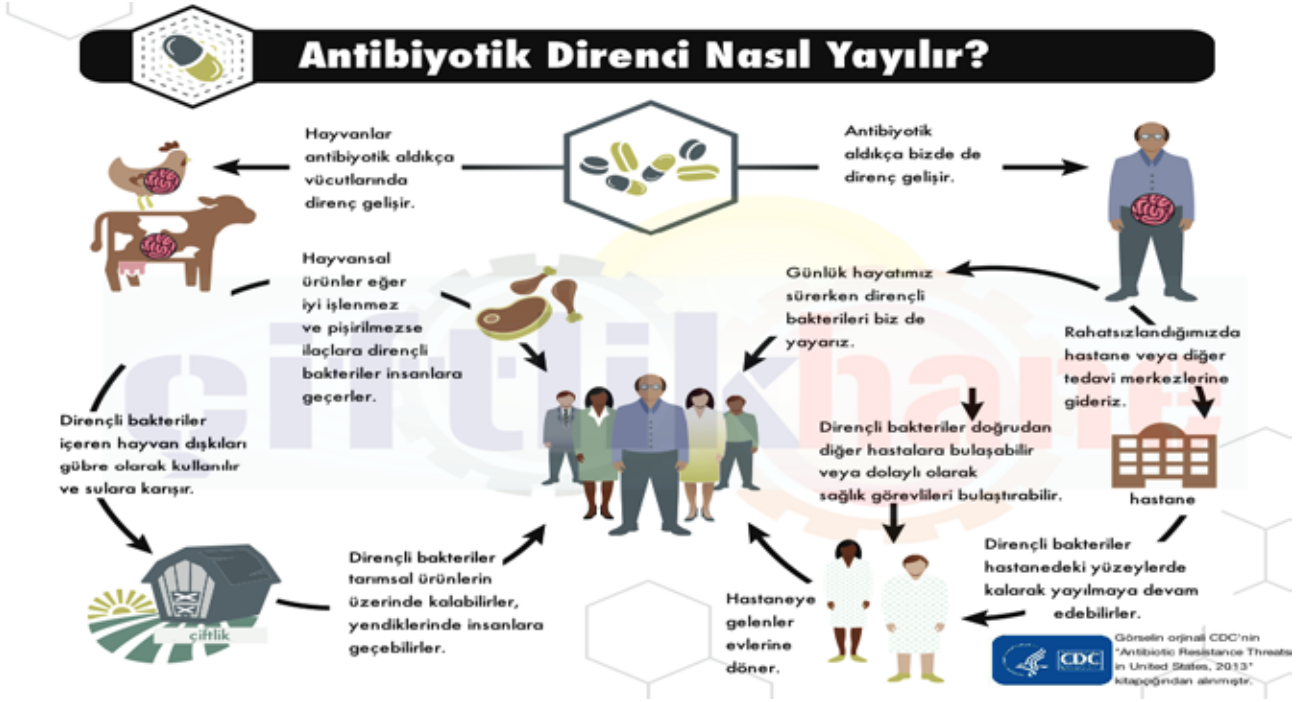 Antibiyotik Direnci Nasıl Yayılır?
Hayvanlar
antibiyotik aldıkça
vücutlarında
direnç gelişir.
Antibiyotik
aldıkça bizde de
direnç gelişir.
Hayvansal
ürünler eğer
iyi işlenmez
ve pişirilmezse
ilaçlara dirençli
bakteriler insanlara
geçerler.
Günlük hayatımız
sürerken dirençli
bakterileri biz de
yayarız.
Rahatsızlandığımızda
hastane veya diğer
tedavi merkezlerine
gideriz.
Dirençli bakteriler
içeren hayvan dışkıları
gübre olarak kullanılır
ve sulara karışır.
Dirençli bakteriler doğrudan
diğer hastalara bulaşabilir
veya dolaylı olarak
sağlık görevlileri bulaştırabilir.
hastane
çiftlik
Dirençli bakteriler
tarımsal ürünlerin
üzerinde kalabilirler,
yendiklerinde insanlara
geçebilirler.
Hastaneye
gelenler
evlerine
döner.
Dirençli bakteriler
hastanedeki yüzeylerde
kalarak yayılmaya devam
edebilirler.
CDC
Görselin orjinali CDC'nin
"Antibiotic Resistance Threats
in United States, 2013"
kitapçığından alınmıştır.
çiftlikhane